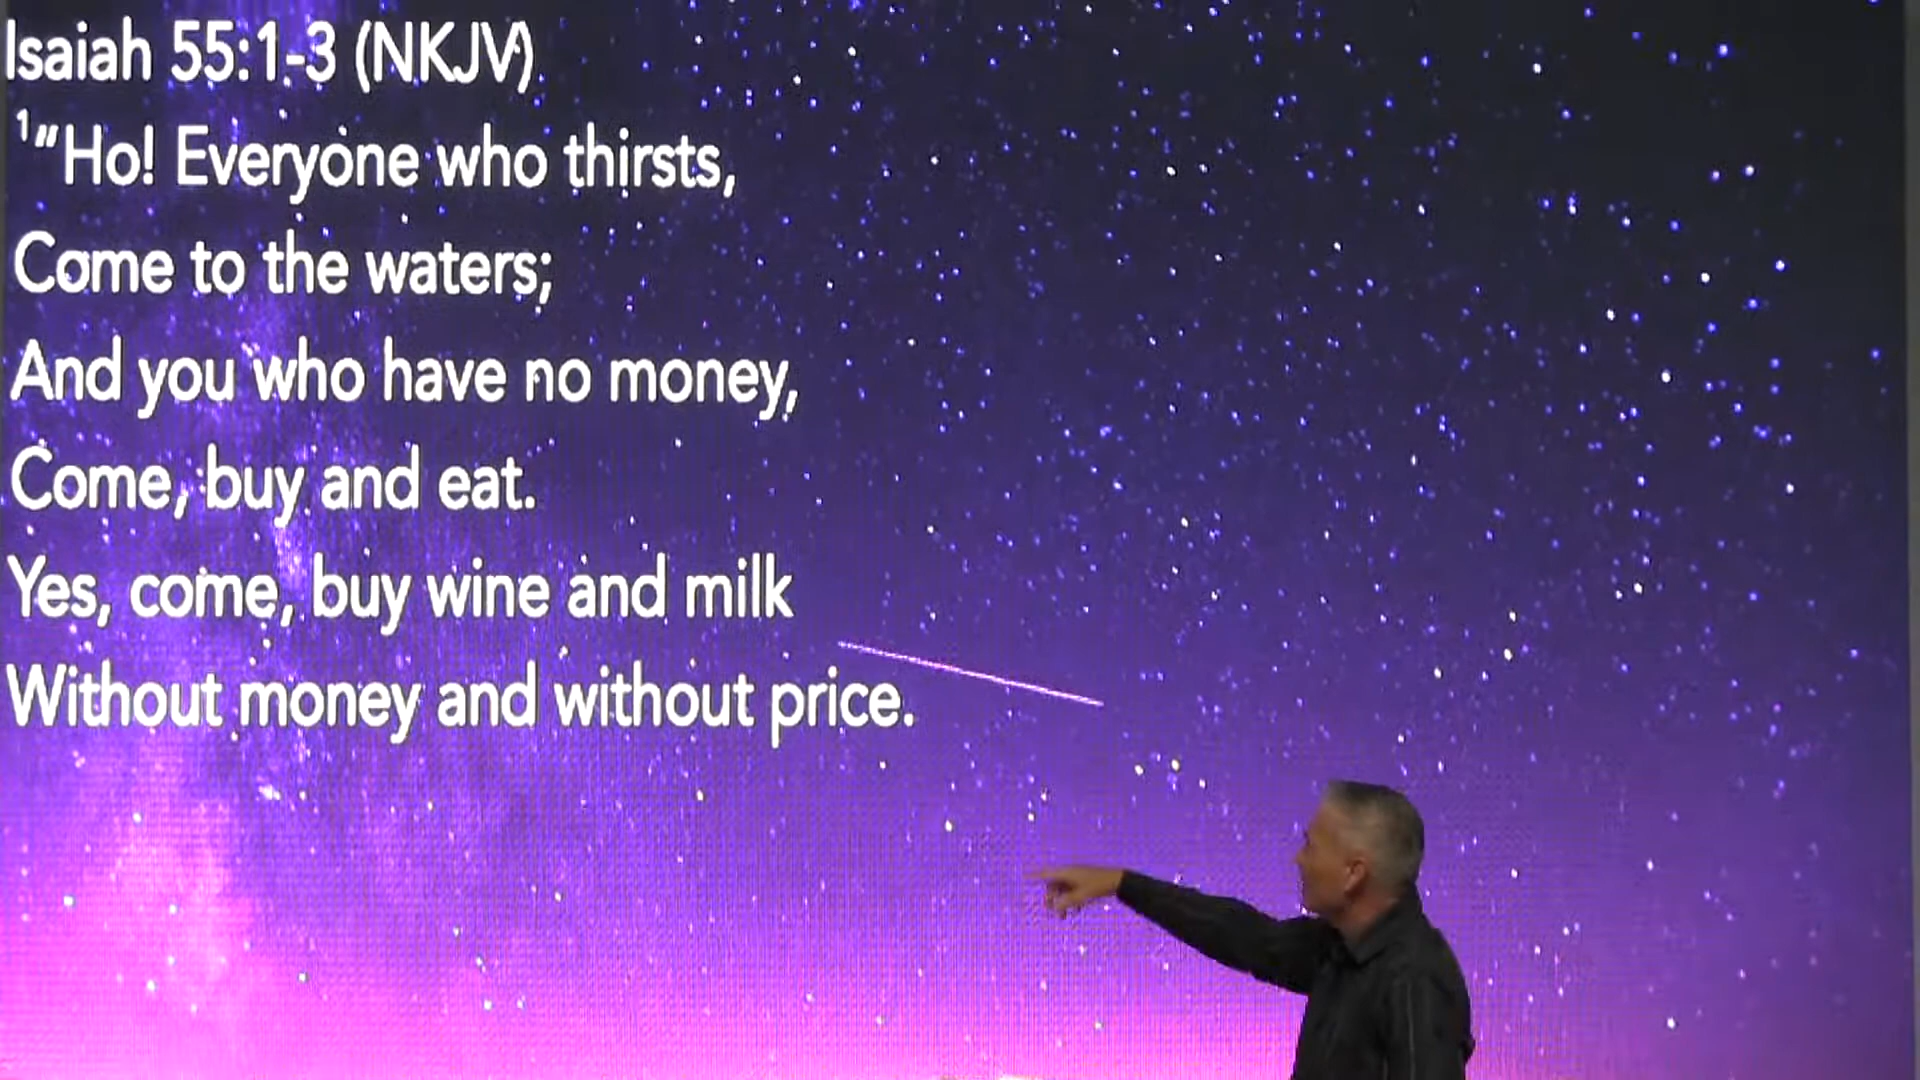 Isaiah 55:1-3 (NKJV)
1"Ho! Everyone who thirsts,
Come to the waters;
And you who have no money,
Come, buy and eat.
Yes, come, buy wine and milk
Without money and without price.